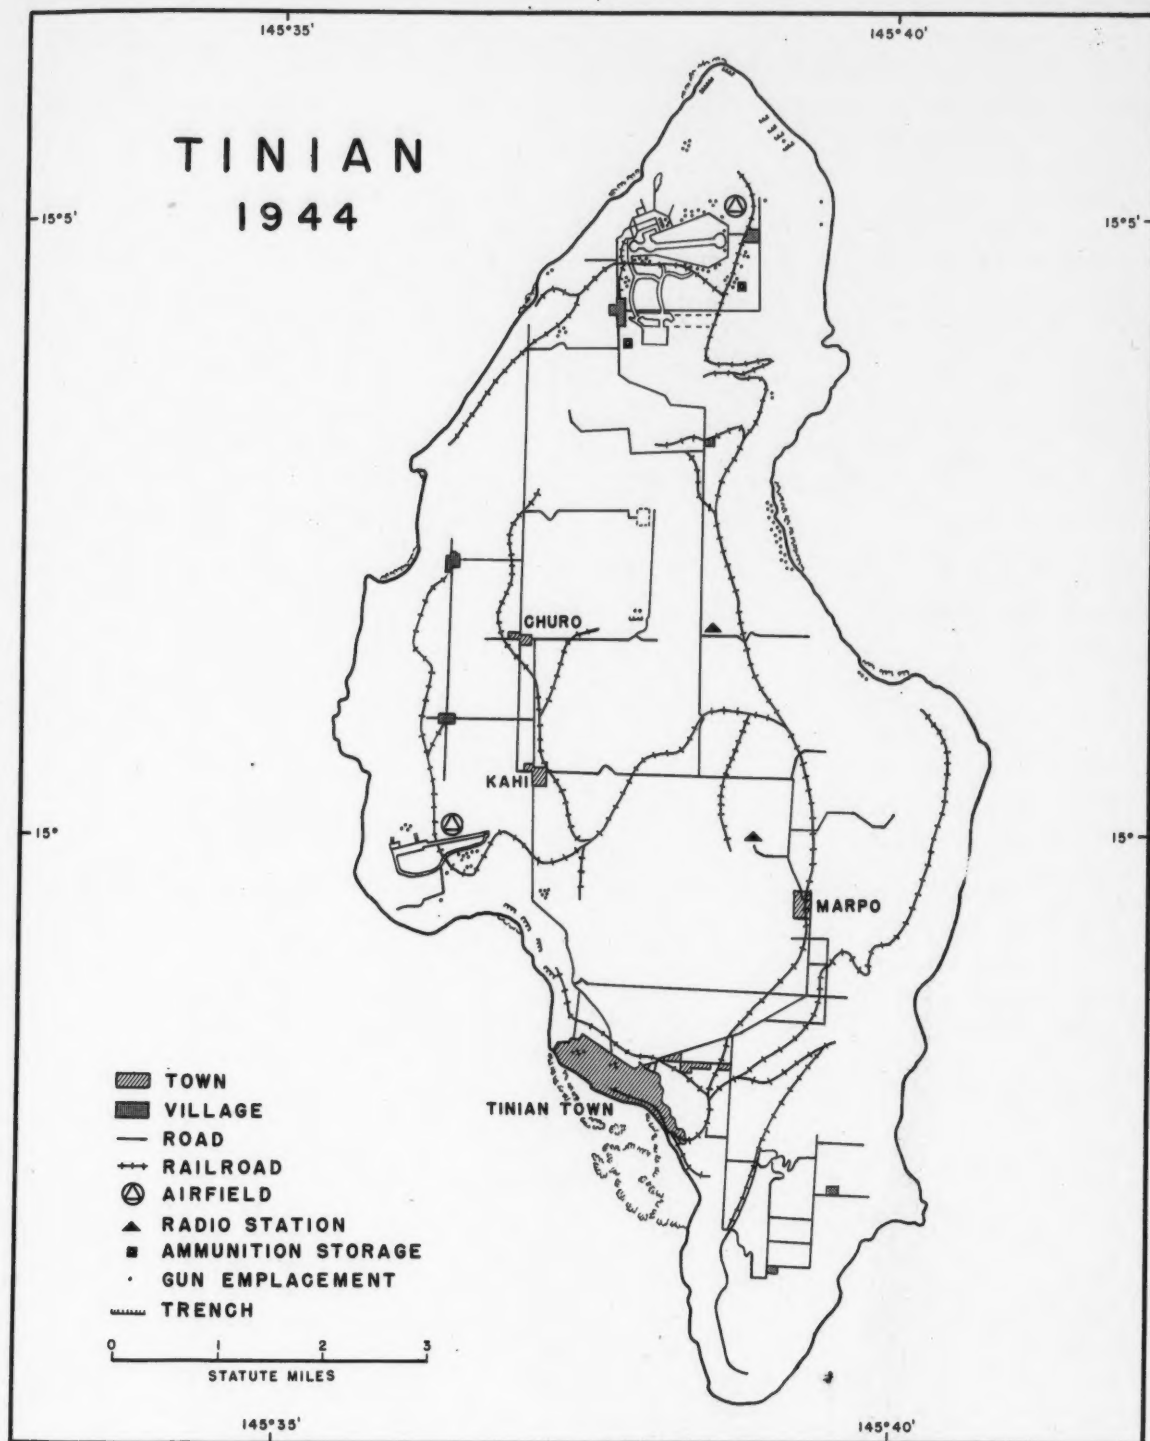 145°35'
145°40'
TINIAN
1944
15°5'
15°5'
CHURO
KAHI
15°
15°
MARPO
TINIAN TOWN
TOWN
VILLAGE
ROAD
RAILROAD
AIRFIELD
RADIO STATION
AMMUNITION STORAGE
GUN EMPLACEMENT
TRENCH
0 1 2 3
STATUTE MILES
145°35'
145°40'